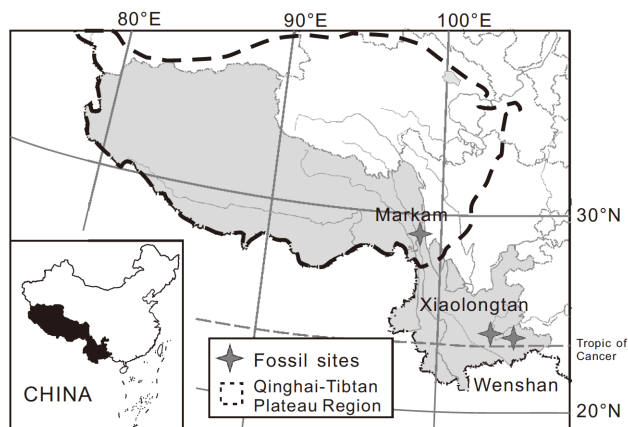 80°E
90°E
100°E
Markam
30°N
Xiaolongtan
Tropic of
Cancer
Fossil sites
Qinghai-Tibtan
Plateau Region
Wenshan
CHINA
20°N